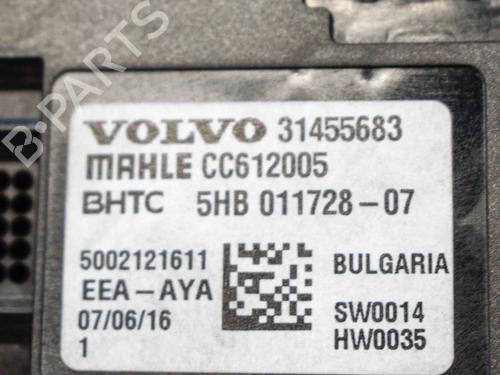 B-PARTS
VOLVO 31455683
MAHLE CC612005
BHTC 5HB 011728-07
5002121611
EEA-AYA
07/06/16
1
BULGARIA
SW0014
HW0035